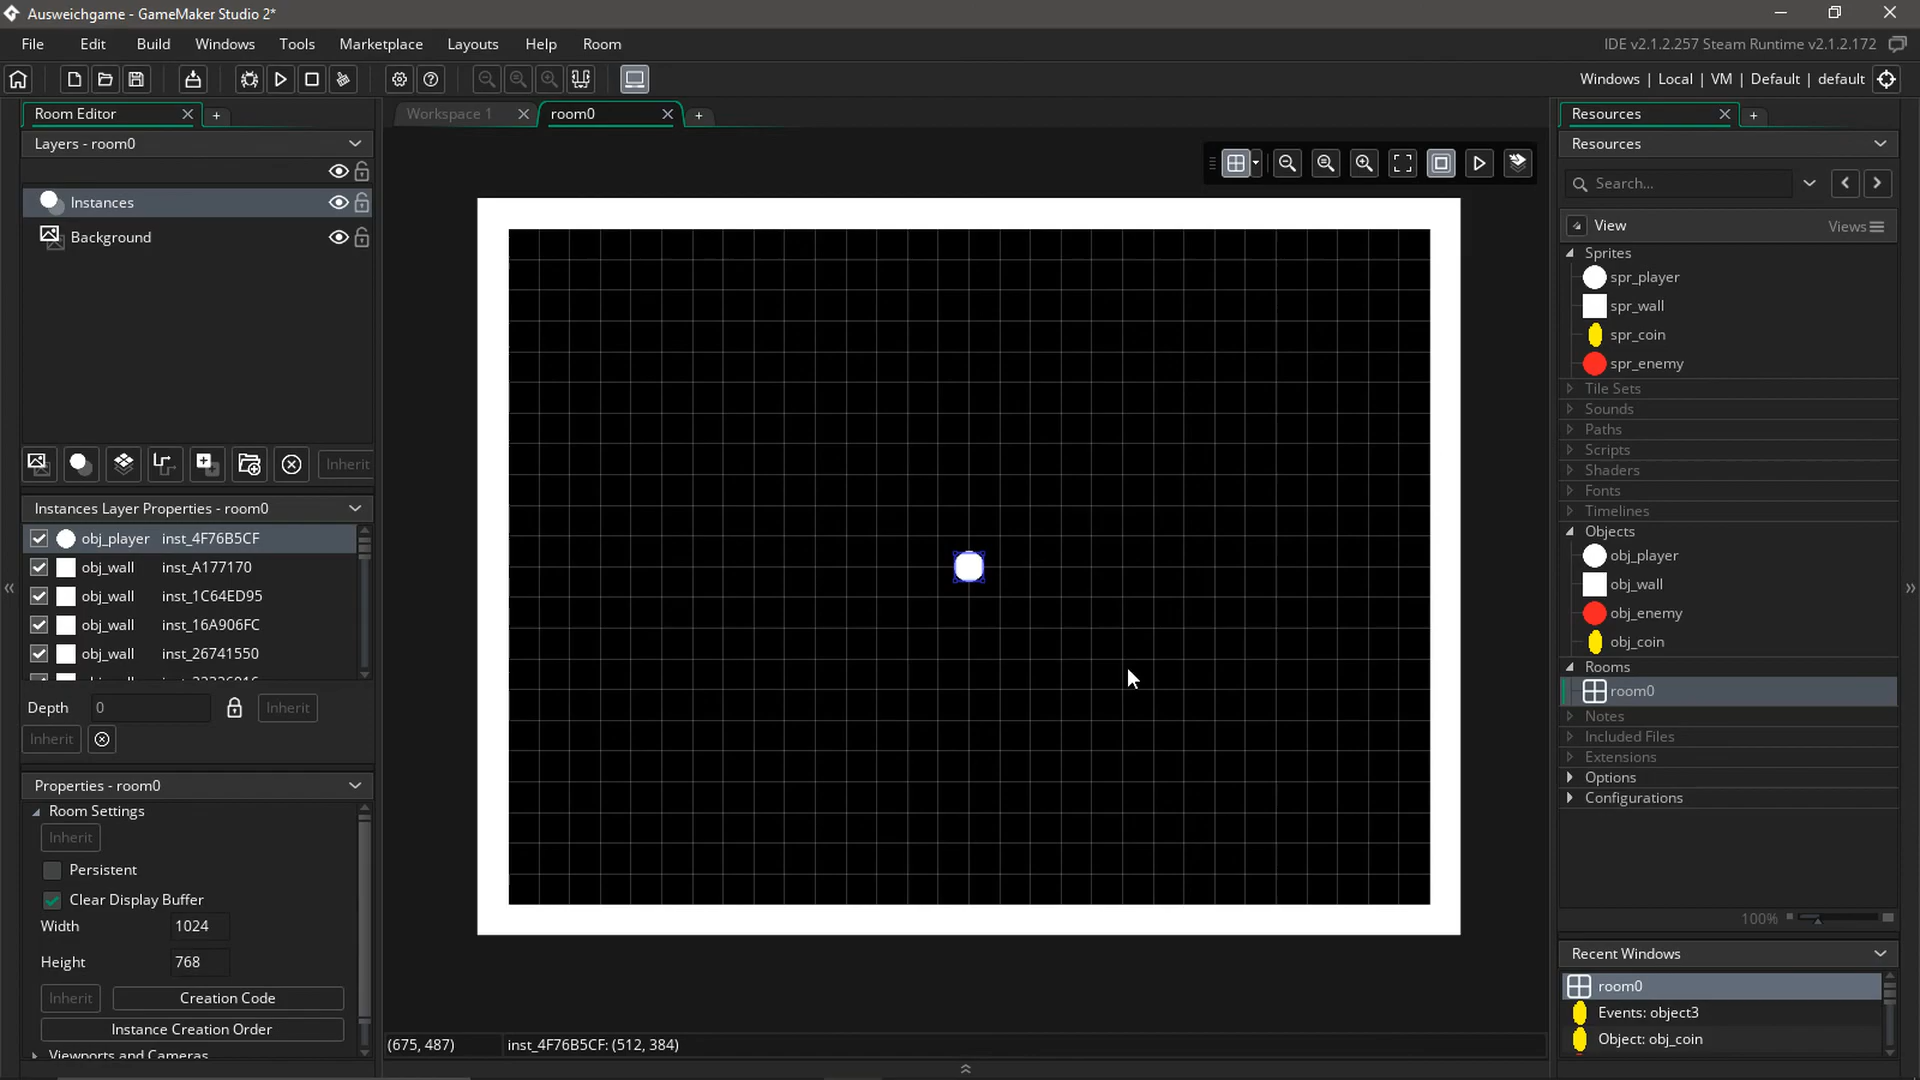 Ausweichgame - GameMaker Studio 2*
File Edit Build Windows Tools Marketplace Layouts Help Room
IDE v2.1.2.257 Steam Runtime v2.1.2.172
Windows | Local | VM | Default | default
Room Editor
Workspace 1
room0
Resources
Layers - room0
Resources
Search...
Instances
Background
View
Views
Sprites
spr_player
spr_wall
spr_coin
spr_enemy
Tile Sets
Sounds
Paths
Scripts
Shaders
Fonts
Timelines
Objects
obj_player
obj_wall
obj_enemy
obj_coin
Rooms
room0
Notes
Included Files
Extensions
Options
Configurations
100%
Recent Windows
room0
Events: object3
Object: obj_coin
Inherit
Instances Layer Properties - room0
obj_player inst_4F76B5CF
obj_wall inst_A177170
obj_wall inst_1C64ED95
obj_wall inst_16A906FC
obj_wall inst_26741550
Depth 0 Inherit
Inherit
Properties - room0
Room Settings
Inherit
Persistent
Clear Display Buffer
Width 1024
Height 768
Inherit Creation Code
Instance Creation Order
Viewports and Cameras
(675, 487) inst_4F76B5CF: (512, 384)